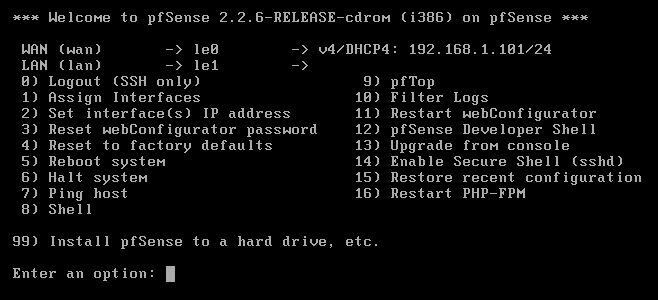 *** Welcome to pfSense 2.2.6-RELEASE-cdrom (i386) on pfSense ***
WAN (wan) -> le0 -> v4/DHCP4: 192.168.1.101/24
LAN (lan) -> le1 ->
0) Logout (SSH only) 9) pfTop
1) Assign Interfaces 10) Filter Logs
2) Set interface(s) IP address 11) Restart webConfigurator
3) Reset webConfigurator password 12) pfSense Developer Shell
4) Reset to factory defaults 13) Upgrade from console
5) Reboot system 14) Enable Secure Shell (sshd)
6) Halt system 15) Restore recent configuration
7) Ping host 16) Restart PHP-FPM
8) Shell
99) Install pfSense to a hard drive, etc.
Enter an option: